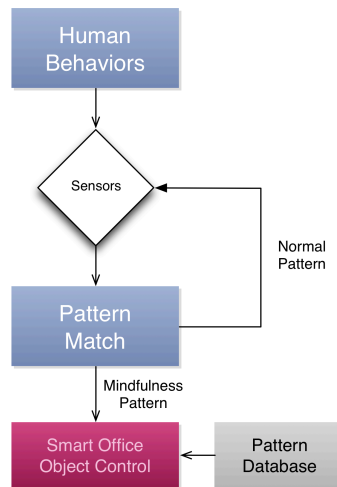 Human
Behaviors
Sensors
Normal
Pattern
Pattern
Match
Mindfulness
Pattern
Smart Office
Object Control
Pattern
Database